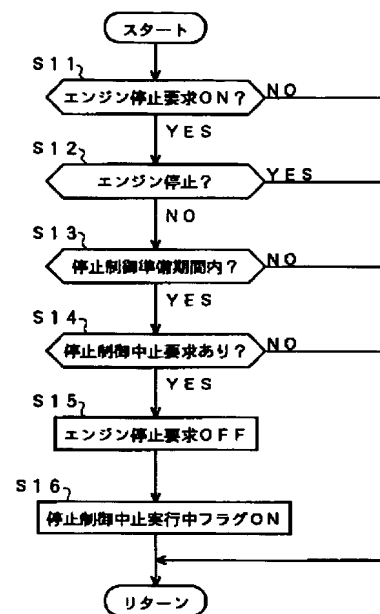 スタート
S11
エンジン停止要求ON?
NO
YES
S12
エンジン停止?
YES
NO
S13
停止制御準備期間内?
NO
YES
S14
停止制御中止要求あり?
NO
YES
S15
エンジン停止要求OFF
S16
停止制御中止実行中フラグON
リターン